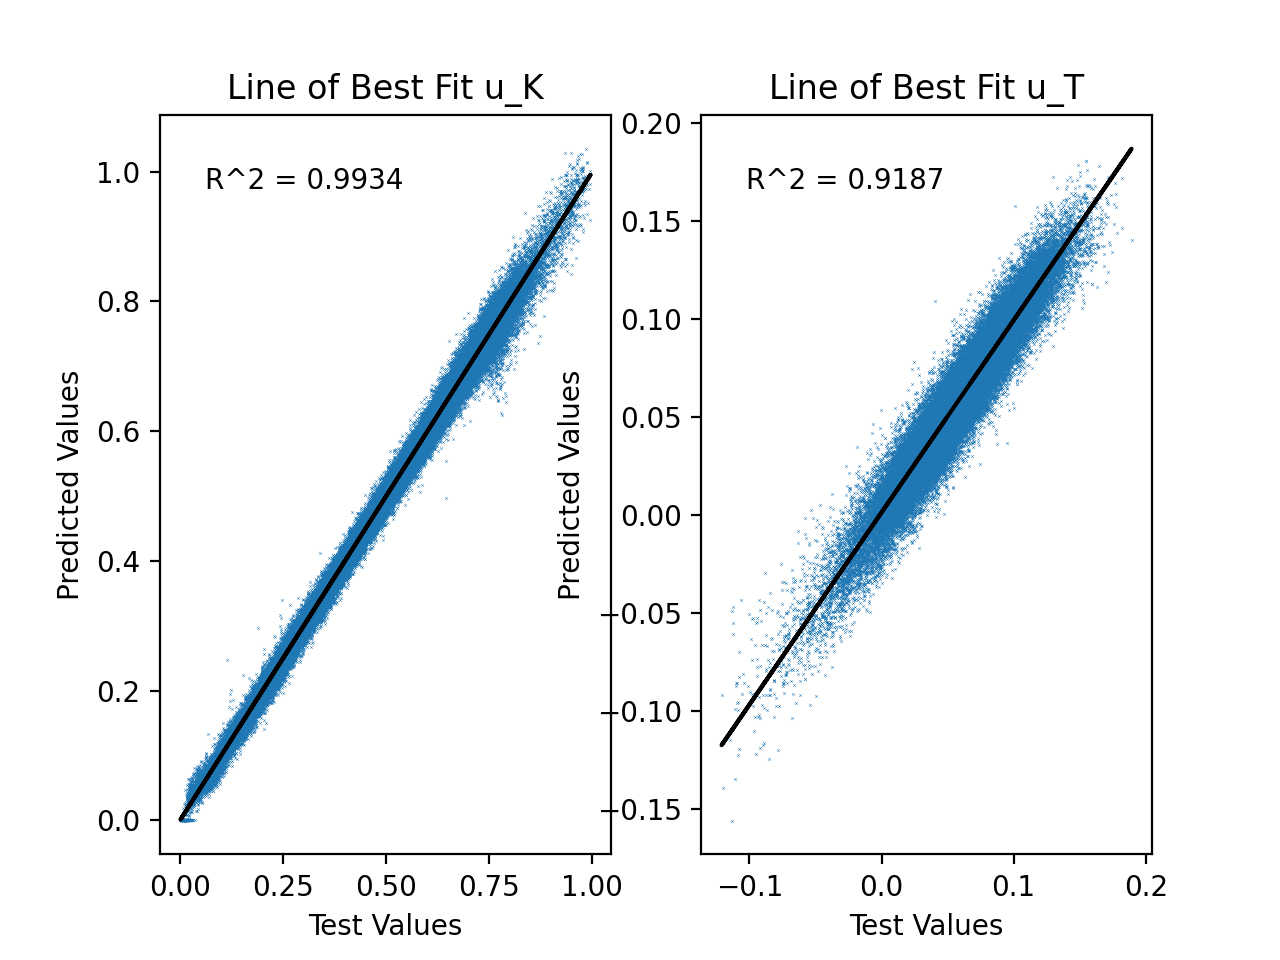 Line of Best Fit u_K
R^2 = 0.9934
1.0
0.8
0.6
0.4
0.2
0.0
Predicted Values
0.00 0.25 0.50 0.75 1.00
Test Values
Line of Best Fit u_T
R^2 = 0.9187
0.20
0.15
0.10
0.05
0.00
−0.05
−0.10
−0.15
Predicted Values
−0.1 0.0 0.1 0.2
Test Values